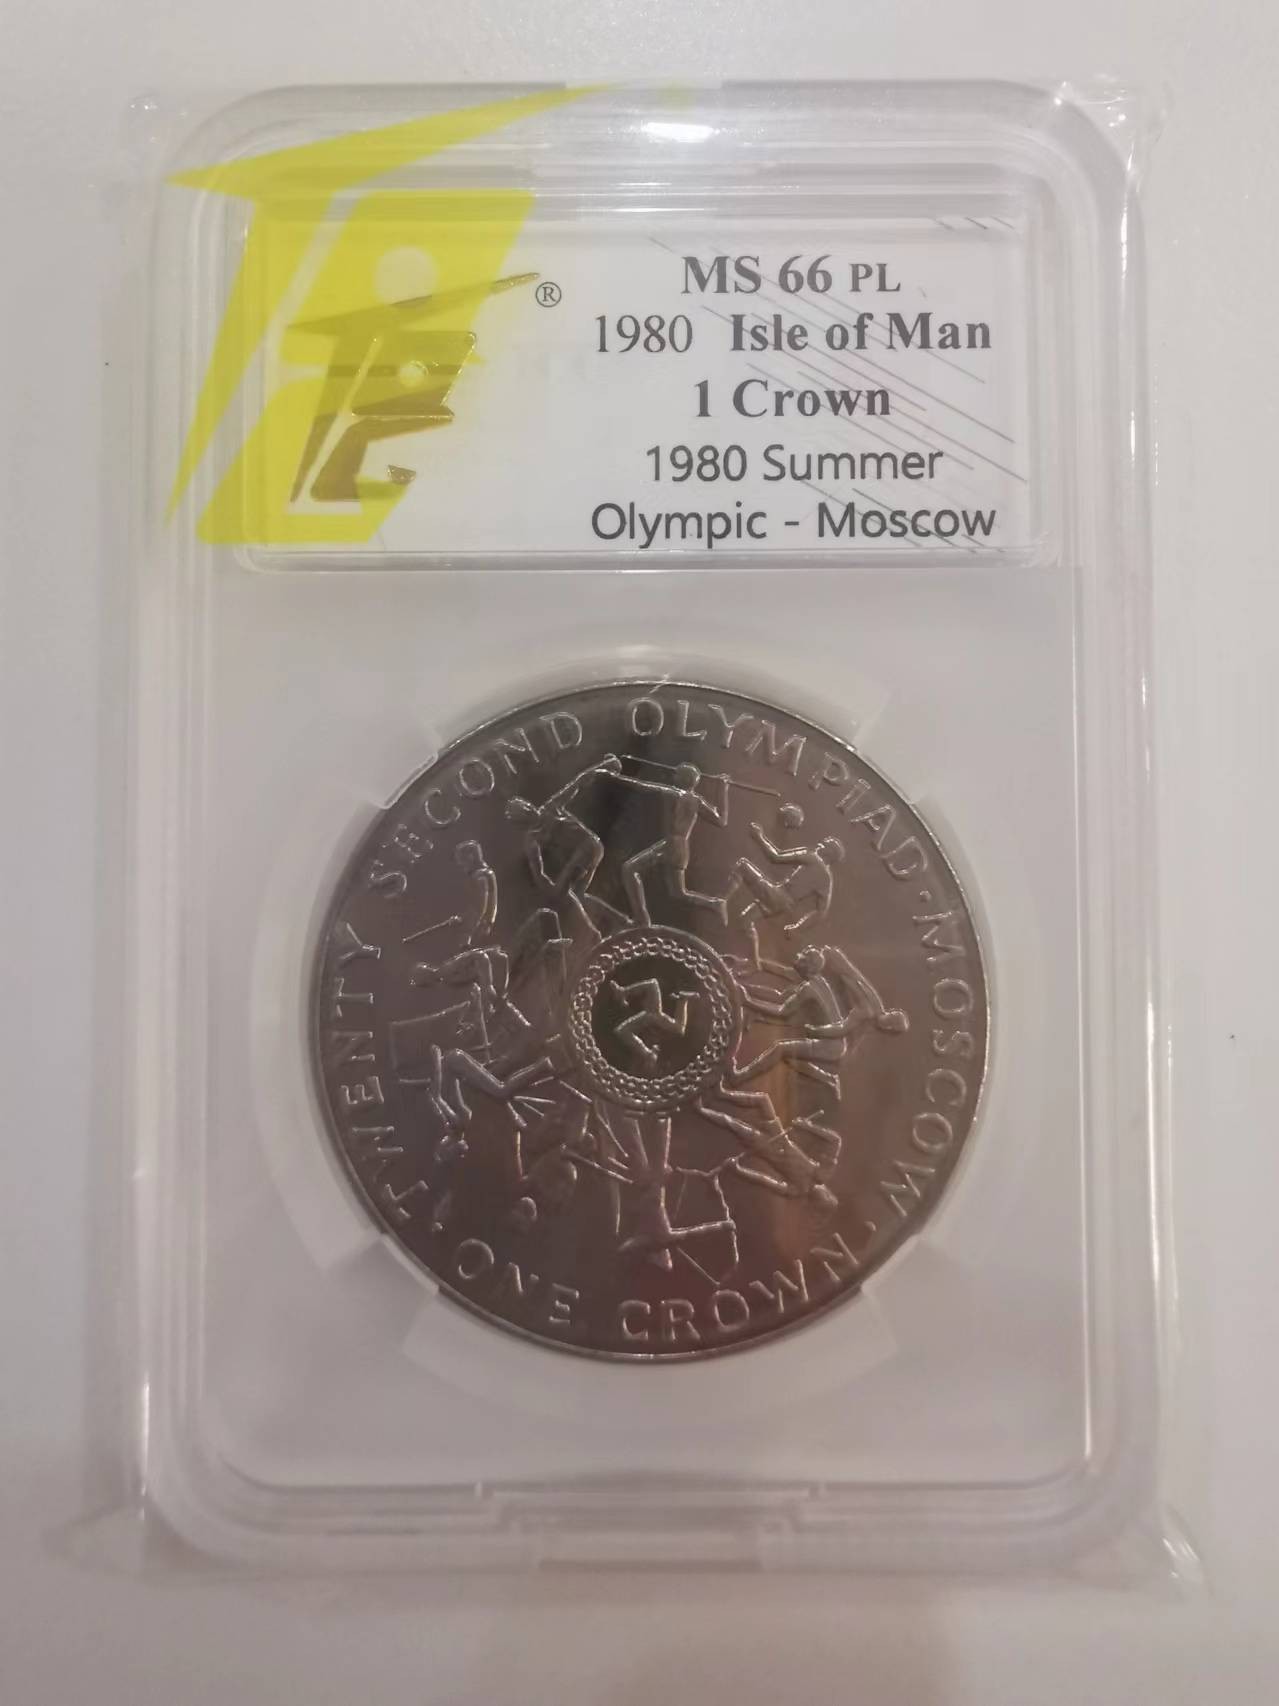 ®
MS 66 PL
1980 Isle of Man
1 Crown
1980 Summer
Olympic - Moscow
TWENTY SECOND OLYMPIAD · MOSCOW ·
ONE CROWN ·